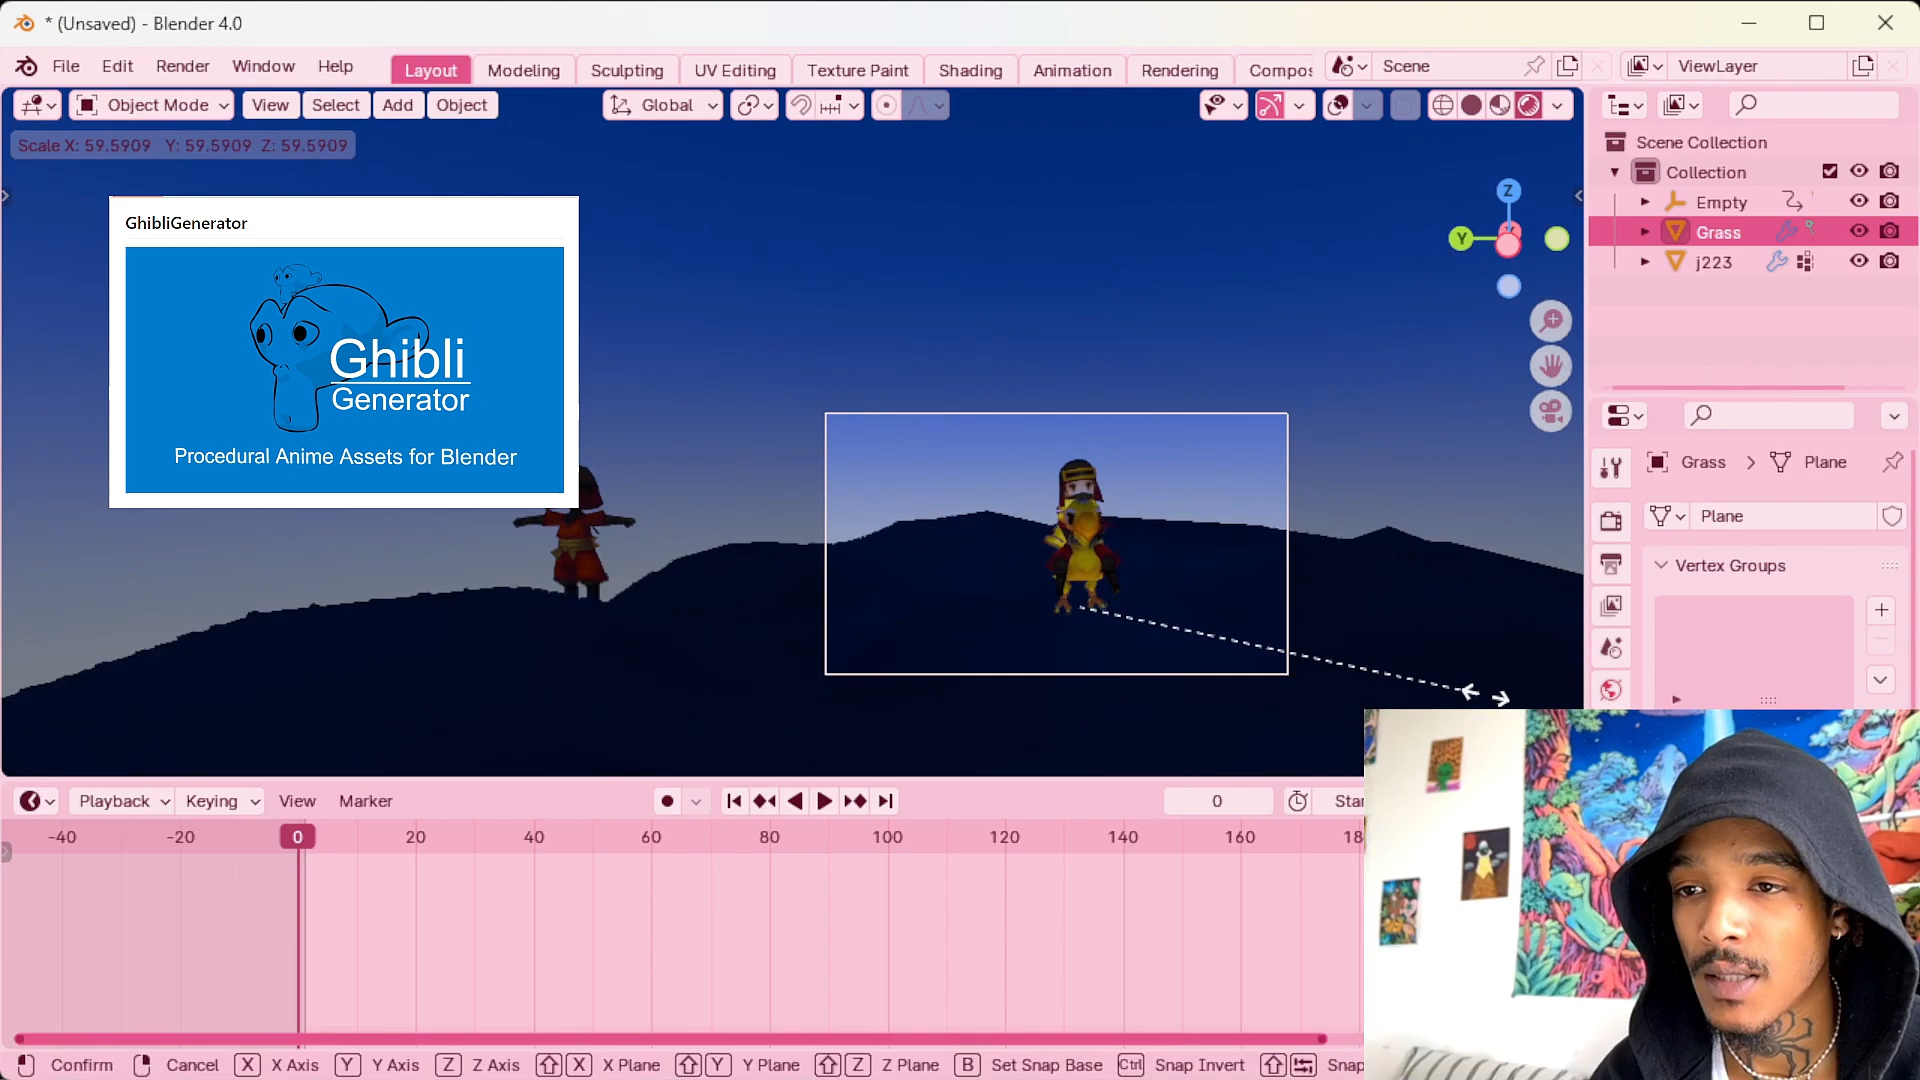 * (Unsaved) - Blender 4.0
File Edit Render Window Help
Layout Modeling Sculpting UV Editing Texture Paint Shading Animation Rendering Compos
Scene
ViewLayer
Object Mode View Select Add Object
Global
Scale X: 59.5909 Y: 59.5909 Z: 59.5909
Scene Collection
Collection
Empty
Grass
j223
GhibliGenerator
Ghibli
Generator
Procedural Anime Assets for Blender
Z
Y
Grass > Plane
Plane
Vertex Groups
Playback Keying View Marker
0
Star
-40 -20 0 20 40 60 80 100 120 140 160 18
Confirm Cancel X X Axis Y Y Axis Z Z Axis X X Plane Y Y Plane Z Z Plane B Set Snap Base Ctrl Snap Invert Snap